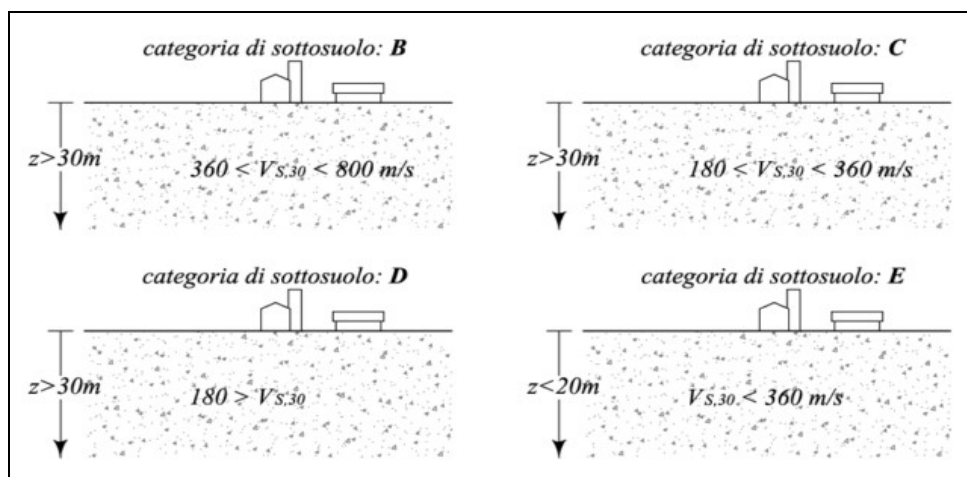 categoria di sottosuolo: B
z>30m
360 < VS,30 < 800 m/s
categoria di sottosuolo: C
z>30m
180 < VS,30 < 360 m/s
categoria di sottosuolo: D
z>30m
180 > VS,30
categoria di sottosuolo: E
z<20m
VS,30. < 360 m/s